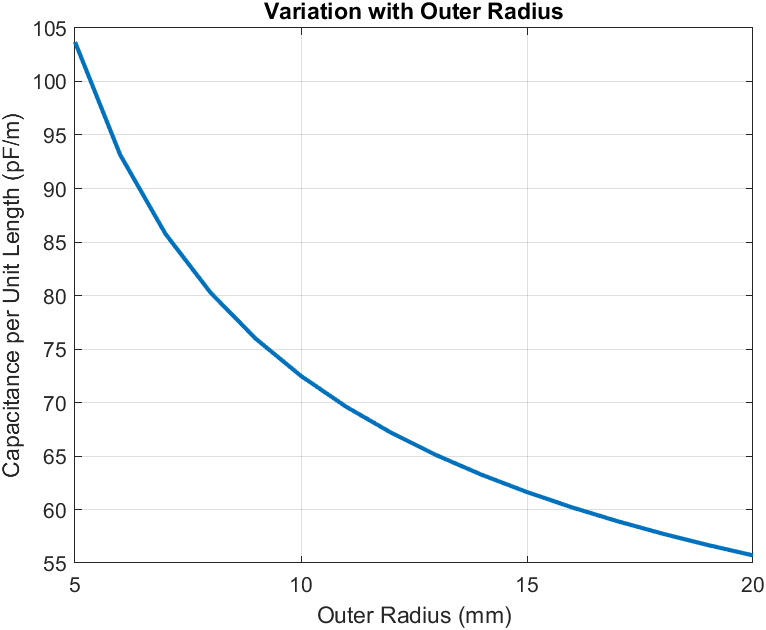 Variation with Outer Radius
Capacitance per Unit Length (pF/m)
105
100
95
90
85
80
75
70
65
60
55
5 10 15 20
Outer Radius (mm)